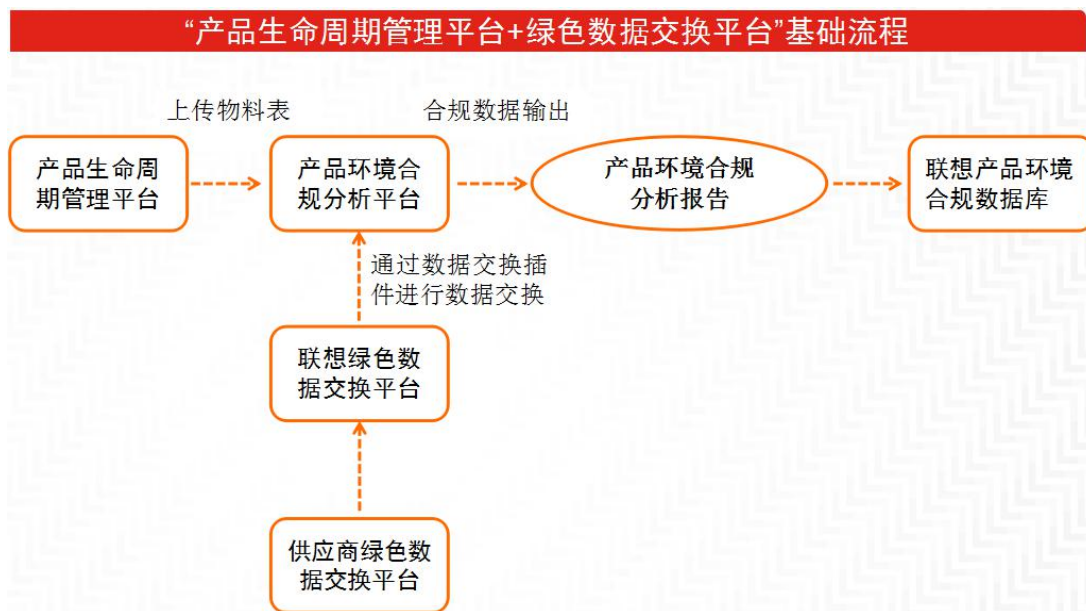 “产品生命周期管理平台+绿色数据交换平台”基础流程
上传物料表
合规数据输出
产品生命周
期管理平台
产品环境合
规分析平台
产品环境合规
分析报告
联想产品环境
合规数据库
通过数据交换插
件进行数据交换
联想绿色数
据交换平台
供应商绿色数
据交换平台